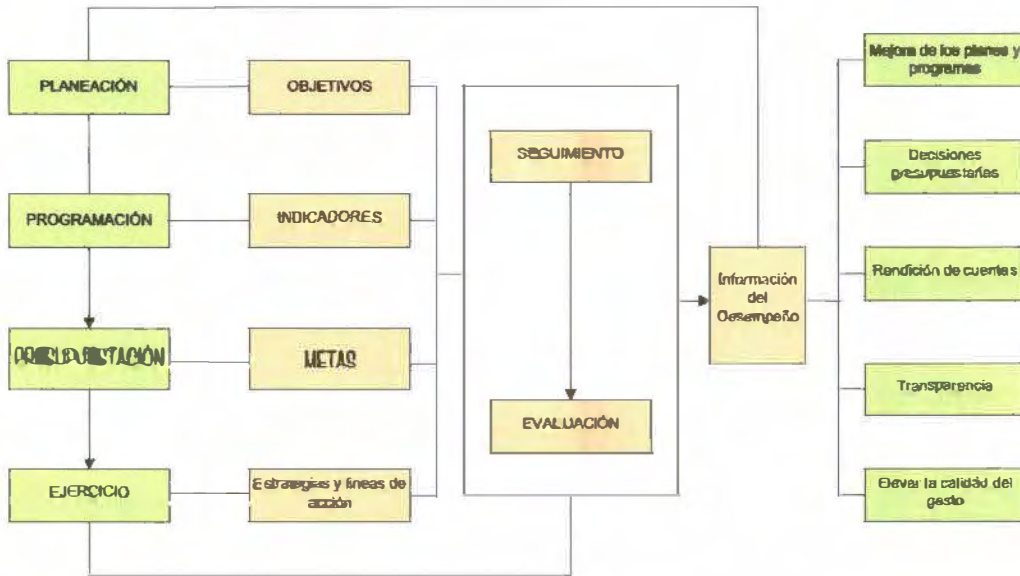 PLANEACIÓN
OBJETIVOS
PROGRAMACIÓN
INDICADORES
PRESUPUESTACIÓN
METAS
EJERCICIO
Estrategias y líneas de
acción
SEGUIMIENTO
EVALUACIÓN
Información
del
Desempeño
Mejora de los planes y
programas
Decisiones
presupuestarias
Rendición de cuentas
Transparencia
Elevar la calidad del
gasto